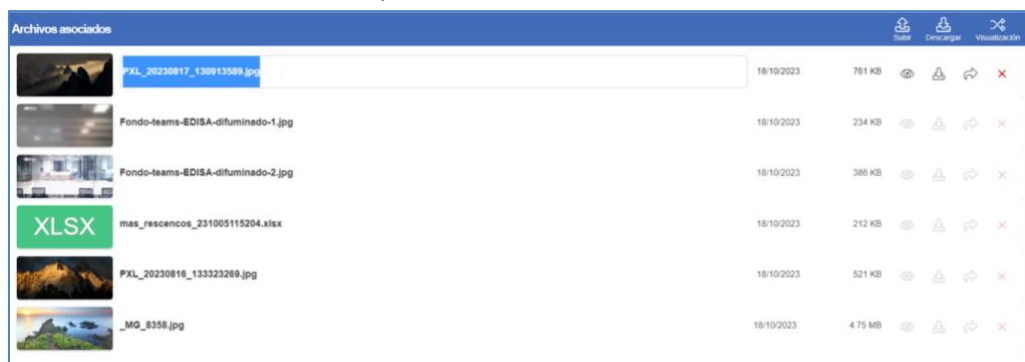 Archivos asociados
Subir Descargar Visualización
PXL_20230817_130913589.jpg 18/10/2023 761 KB
Fondo-teams-EDISA-difuminado-1.jpg 18/10/2023 234 KB
Fondo-teams-EDISA-difuminado-2.jpg 18/10/2023 386 KB
XLSX mas_rescencos_231005115204.xlsx 18/10/2023 212 KB
PXL_20230816_133323269.jpg 18/10/2023 521 KB
_MG_8358.jpg 18/10/2023 4.75 MB